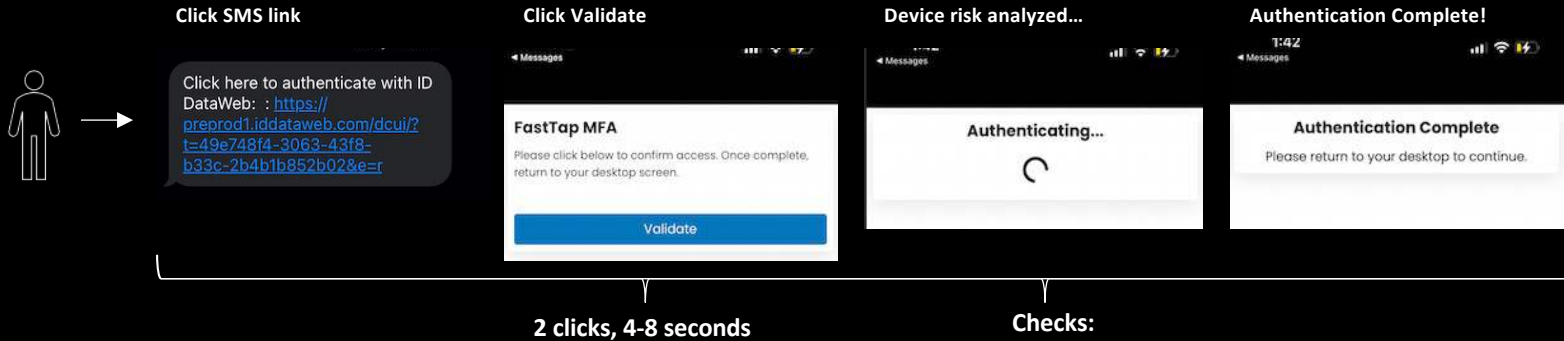 Click SMS link
Click Validate
Device risk analyzed…
Authentication Complete!
Click here to authenticate with ID
DataWeb: : https://
preprod1.iddataweb.com/dcui/?
t=49e748f4-3063-43f8-
b33c-2b4b1b852b02&e=r
◀ Messages
FastTap MFA
Please click below to confirm access. Once complete,
return to your desktop screen.
Validate
◀ Messages
Authenticating...
1:42
◀ Messages
Authentication Complete
Please return to your desktop to continue.
2 clicks, 4-8 seconds
Checks: